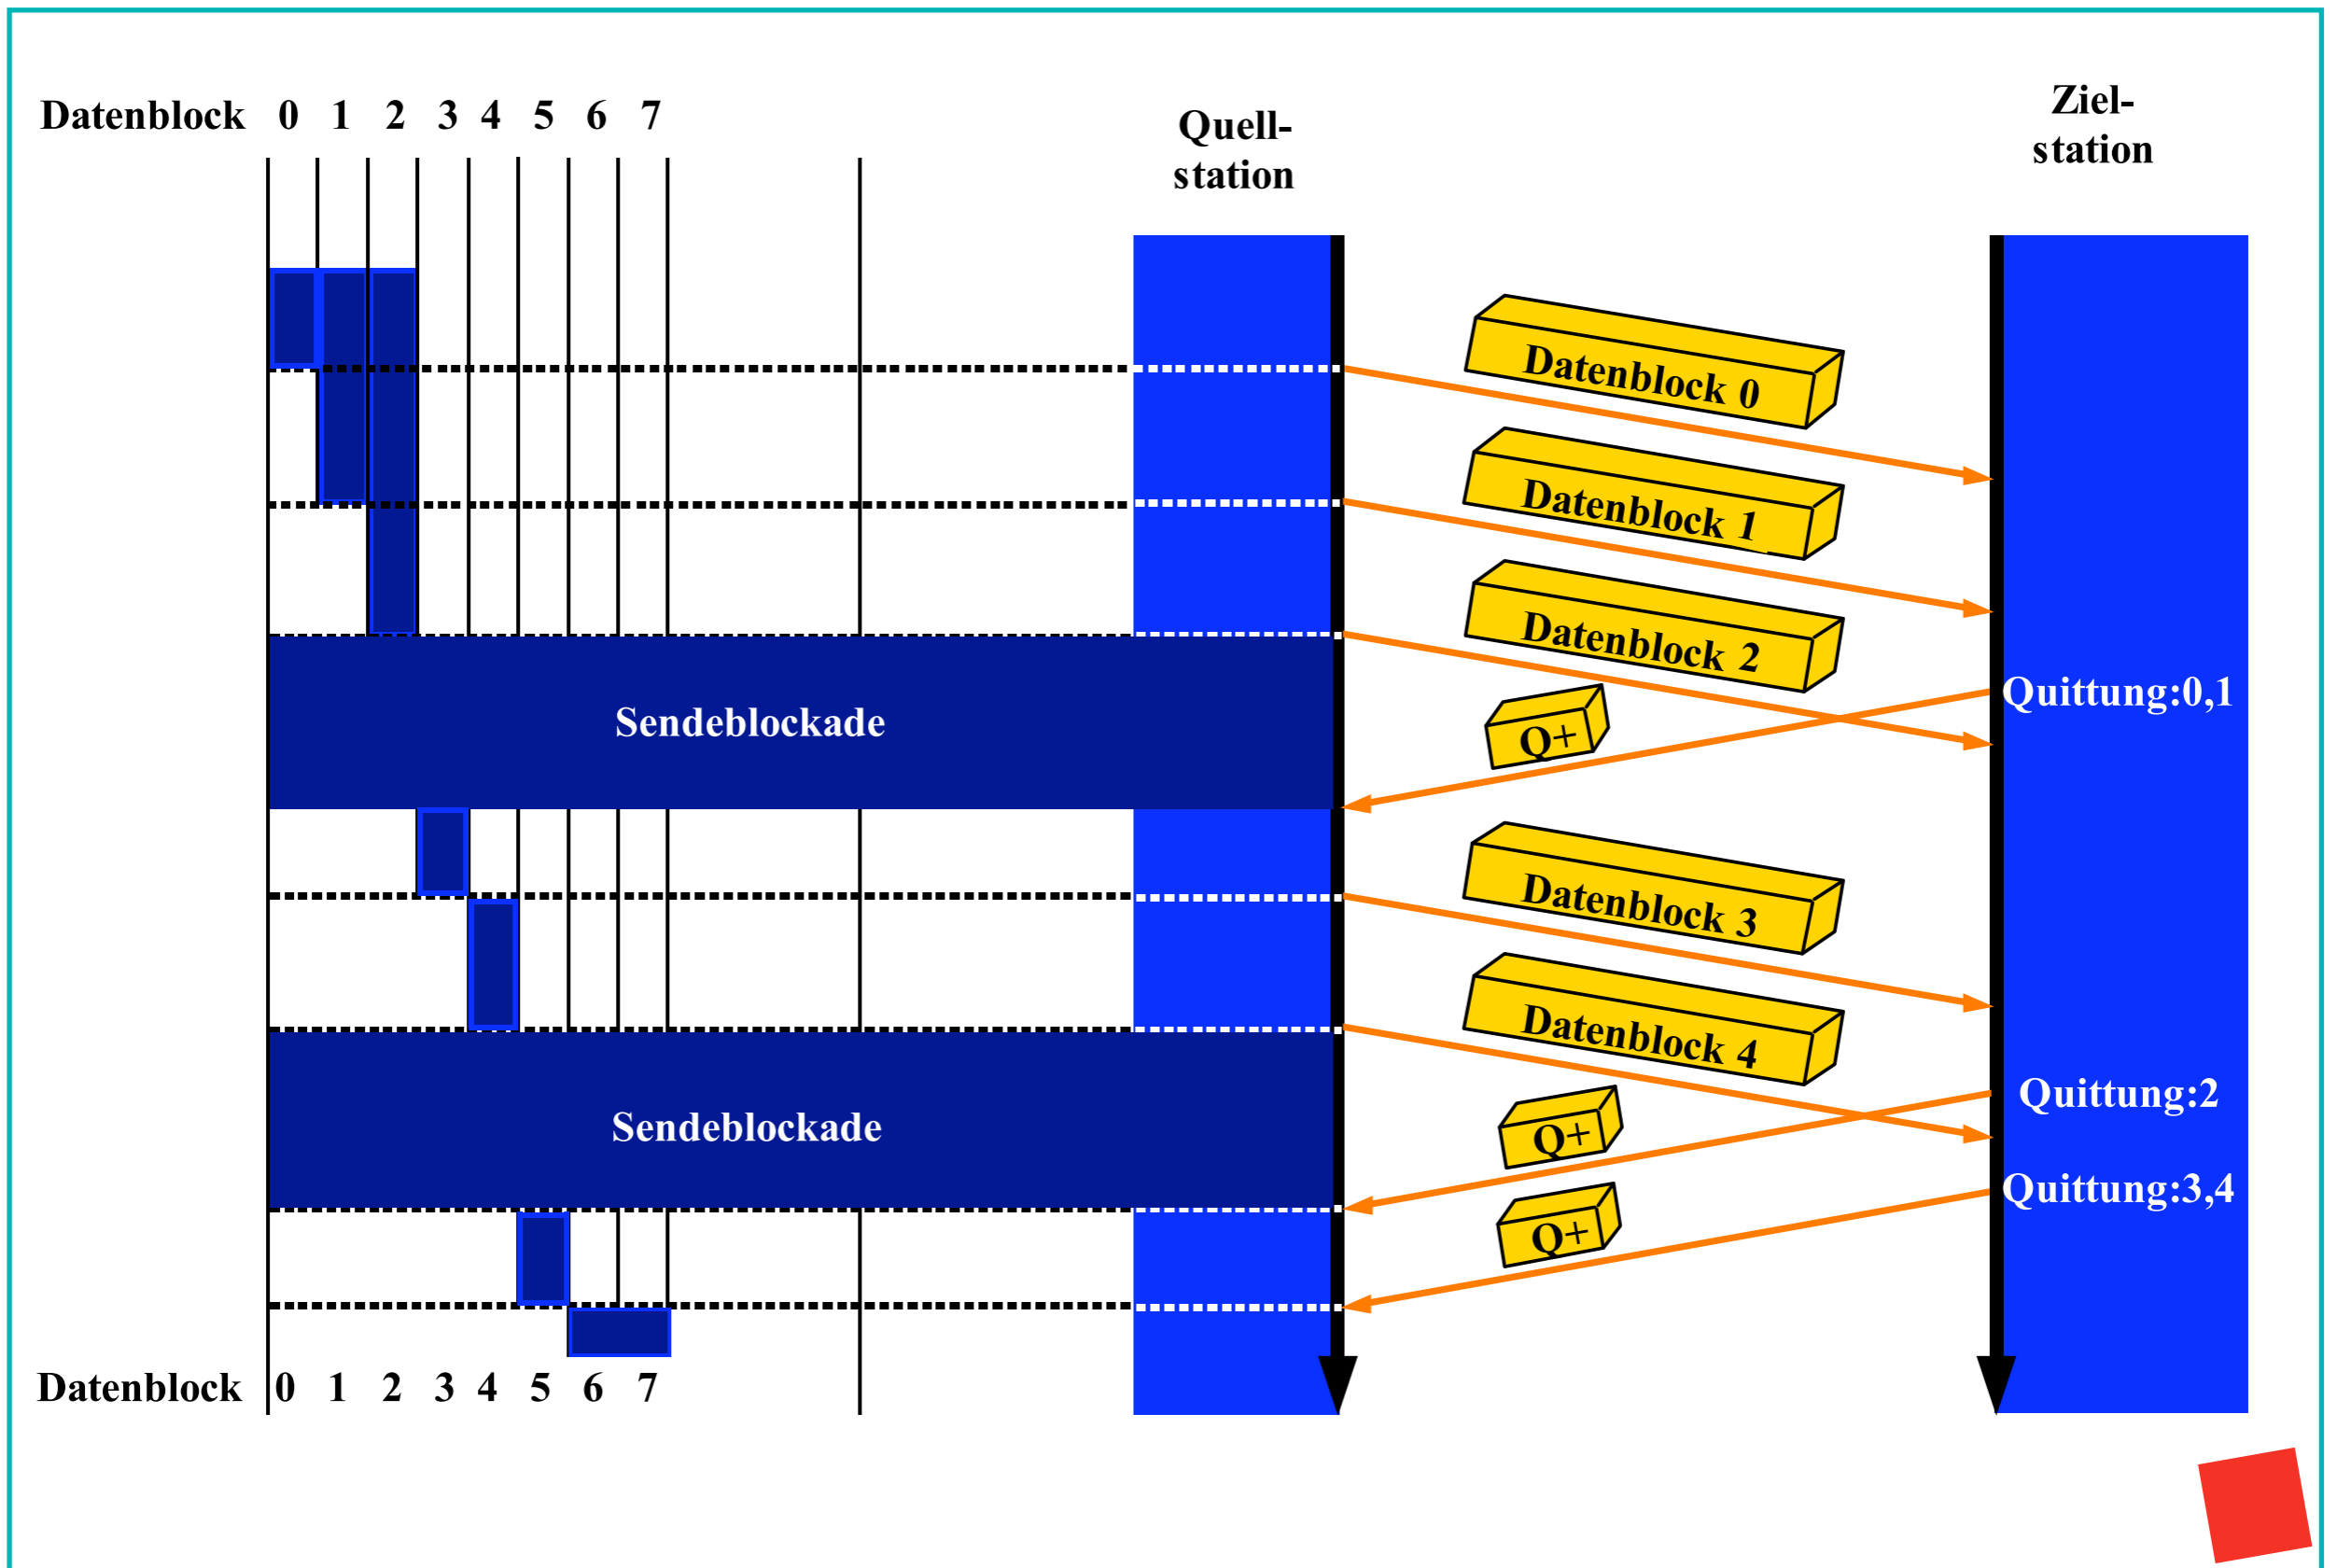 Datenblock 0 1 2 3 4 5 6 7
Quell-
station
Ziel-
station
Datenblock 0
Datenblock 1
Datenblock 2
Quittung:0,1
Sendeblockade
Q+
Datenblock 3
Datenblock 4
Quittung:2
Sendeblockade
Q+
Quittung:3,4
Q+
Datenblock 0 1 2 3 4 5 6 7